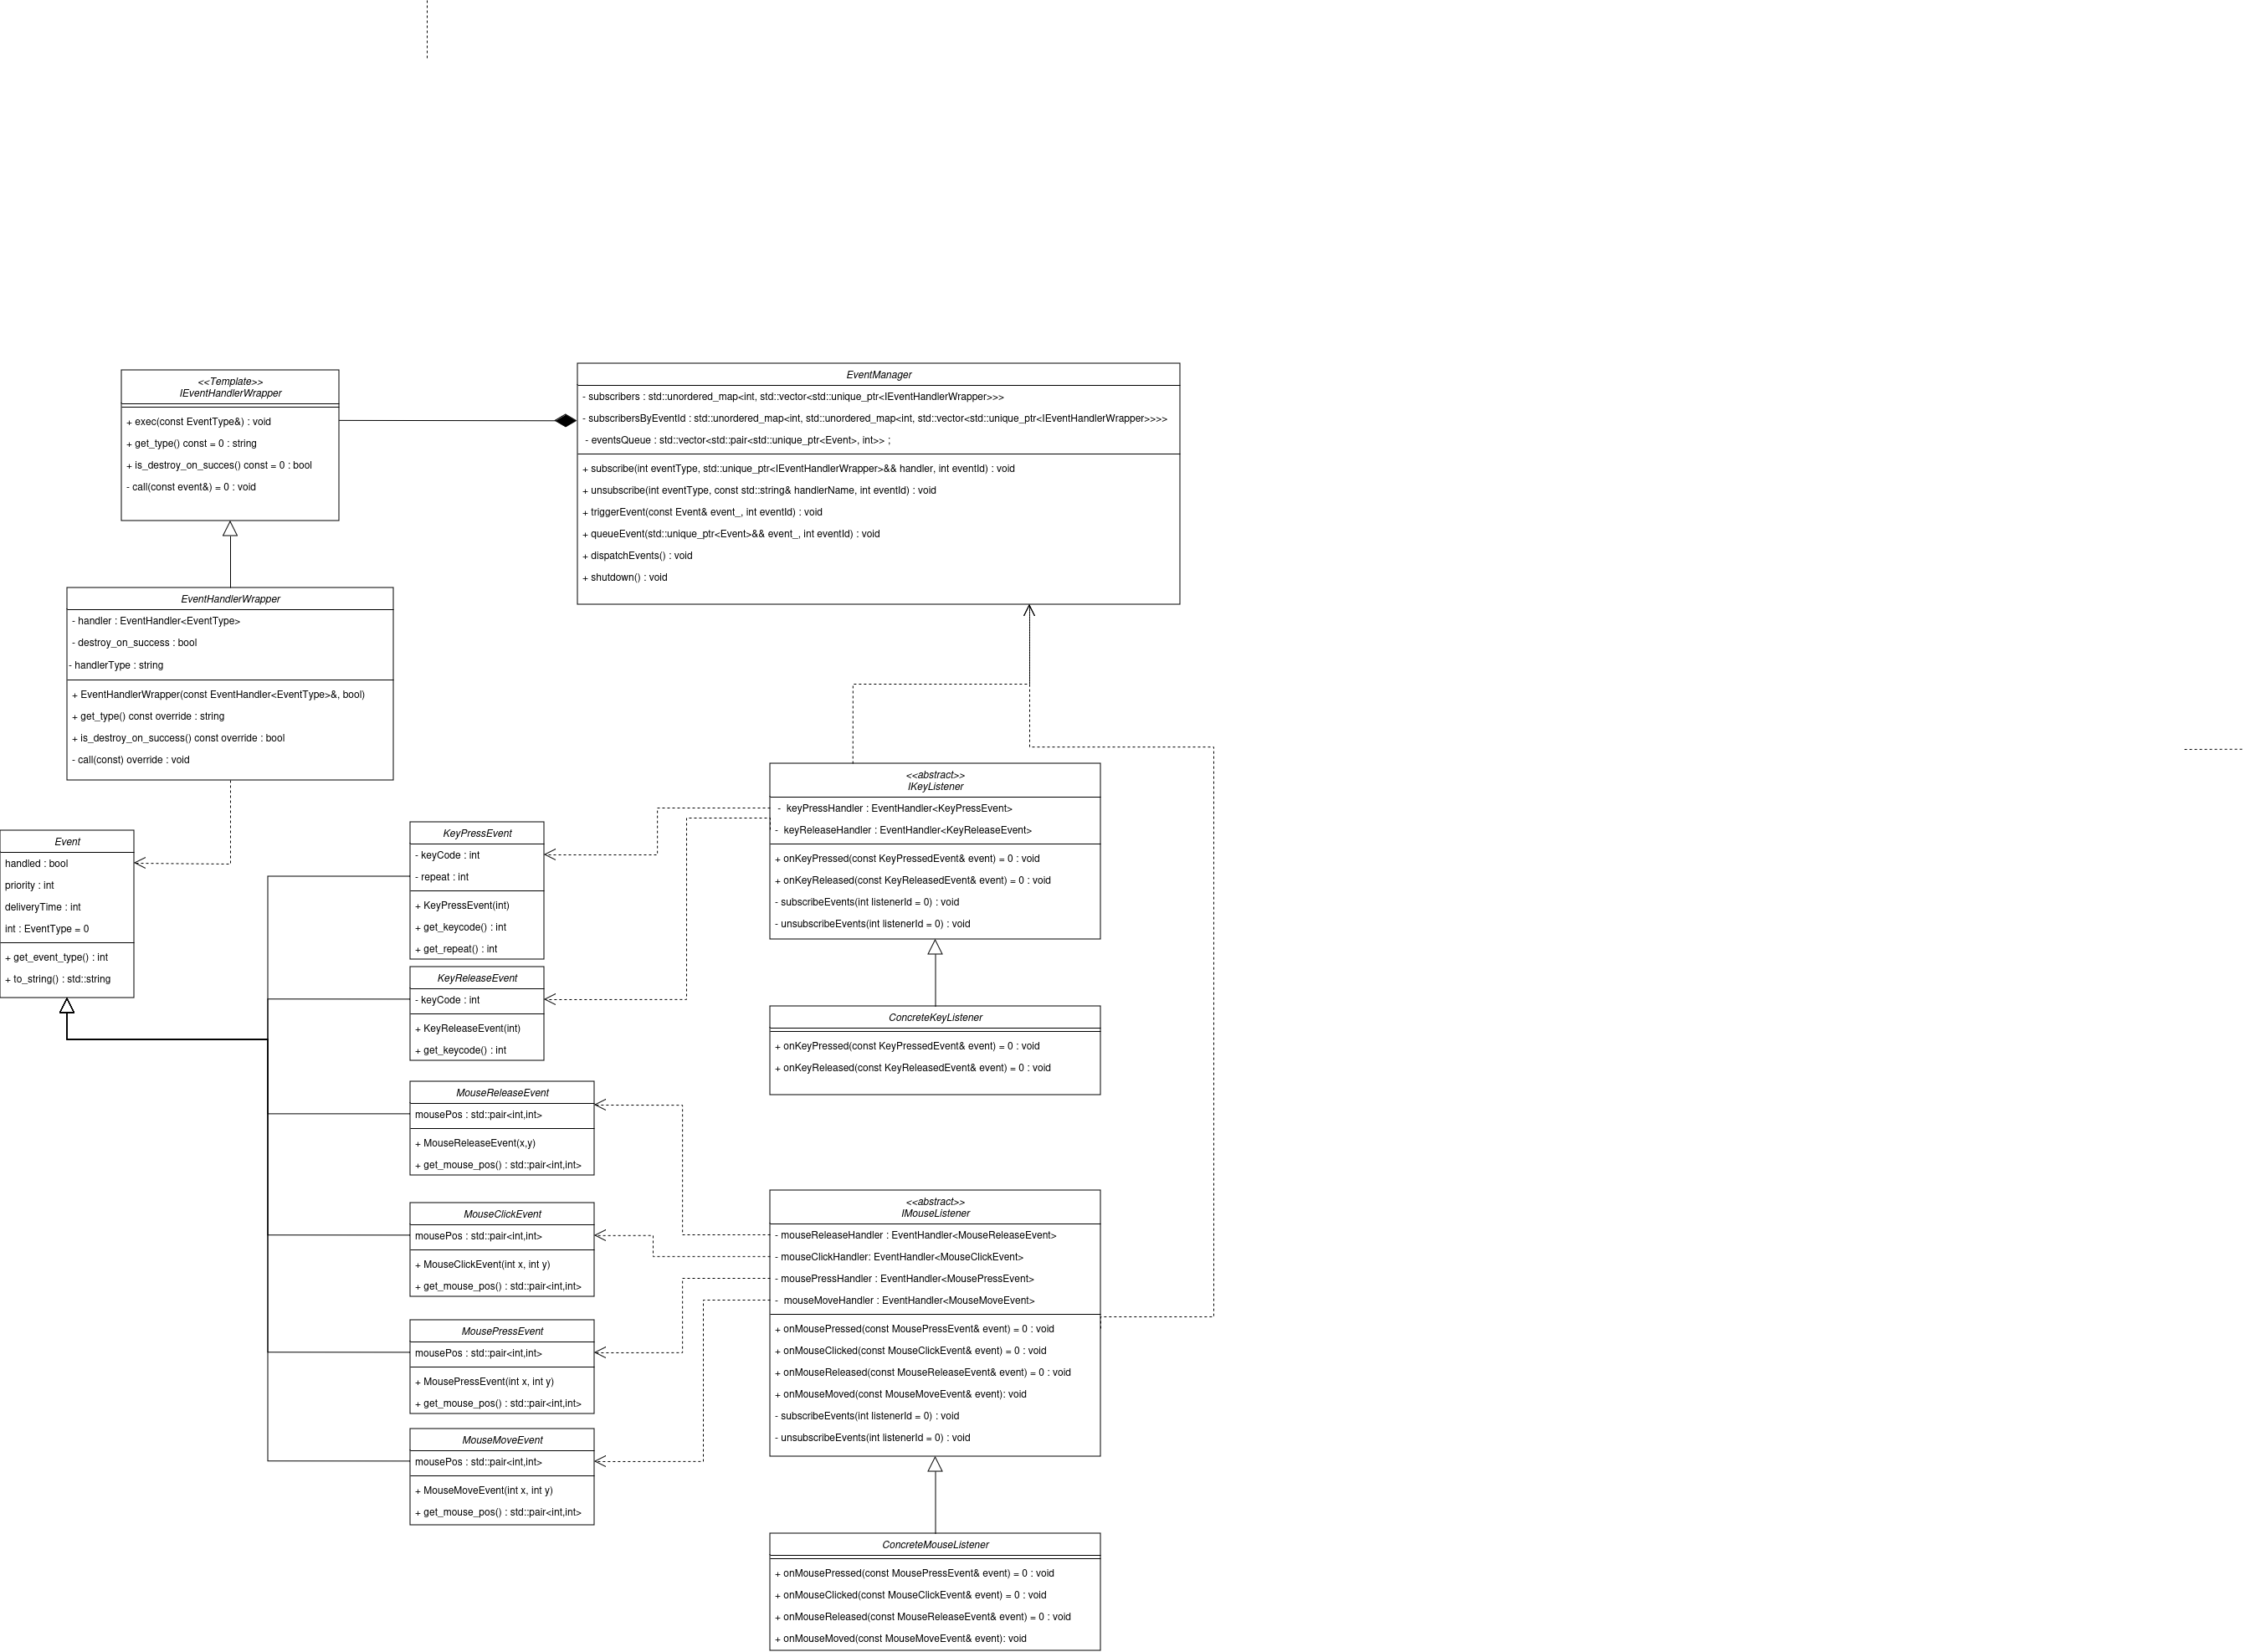 <<Template>>
IEventHandlerWrapper
+ exec(const EventType&) : void
+ get_type() const = 0 : string
+ is_destroy_on_succes() const = 0 : bool
- call(const event&) = 0 : void
EventManager
- subscribers : std::unordered_map<int, std::vector<std::unique_ptr<IEventHandlerWrapper>>>
- subscribersByEventId : std::unordered_map<int, std::unordered_map<int, std::vector<std::unique_ptr<IEventHandlerWrapper>>>>
- eventsQueue : std::vector<std::pair<std::unique_ptr<Event>, int>> ;
+ subscribe(int eventType, std::unique_ptr<IEventHandlerWrapper>&& handler, int eventId) : void
+ unsubscribe(int eventType, const std::string& handlerName, int eventId) : void
+ triggerEvent(const Event& event_, int eventId) : void
+ queueEvent(std::unique_ptr<Event>&& event_, int eventId) : void
+ dispatchEvents() : void
+ shutdown() : void
EventHandlerWrapper
- handler : EventHandler<EventType>
- destroy_on_success : bool
- handlerType : string
+ EventHandlerWrapper(const EventHandler<EventType>&, bool)
+ get_type() const override : string
+ is_destroy_on_success() const override : bool
- call(const) override : void
Event
handled : bool
priority : int
deliveryTime : int
int : EventType = 0
+ get_event_type() : int
+ to_string() : std::string
KeyPressEvent
- keyCode : int
- repeat : int
+ KeyPressEvent(int)
+ get_keycode() : int
+ get_repeat() : int
KeyReleaseEvent
- keyCode : int
+ KeyReleaseEvent(int)
+ get_keycode() : int
MouseReleaseEvent
mousePos : std::pair<int,int>
+ MouseReleaseEvent(x,y)
+ get_mouse_pos() : std::pair<int,int>
MouseClickEvent
mousePos : std::pair<int,int>
+ MouseClickEvent(int x, int y)
+ get_mouse_pos() : std::pair<int,int>
MousePressEvent
mousePos : std::pair<int,int>
+ MousePressEvent(int x, int y)
+ get_mouse_pos() : std::pair<int,int>
MouseMoveEvent
mousePos : std::pair<int,int>
+ MouseMoveEvent(int x, int y)
+ get_mouse_pos() : std::pair<int,int>
<<abstract>>
IKeyListener
- keyPressHandler : EventHandler<KeyPressEvent>
- keyReleaseHandler : EventHandler<KeyReleaseEvent>
+ onKeyPressed(const KeyPressedEvent& event) = 0 : void
+ onKeyReleased(const KeyReleasedEvent& event) = 0 : void
- subscribeEvents(int listenerId = 0) : void
- unsubscribeEvents(int listenerId = 0) : void
ConcreteKeyListener
+ onKeyPressed(const KeyPressedEvent& event) = 0 : void
+ onKeyReleased(const KeyReleasedEvent& event) = 0 : void
<<abstract>>
IMouseListener
- mouseReleaseHandler : EventHandler<MouseReleaseEvent>
- mouseClickHandler: EventHandler<MouseClickEvent>
- mousePressHandler : EventHandler<MousePressEvent>
- mouseMoveHandler : EventHandler<MouseMoveEvent>
+ onMousePressed(const MousePressEvent& event) = 0 : void
+ onMouseClicked(const MouseClickEvent& event) = 0 : void
+ onMouseReleased(const MouseReleaseEvent& event) = 0 : void
+ onMouseMoved(const MouseMoveEvent& event): void
- subscribeEvents(int listenerId = 0) : void
- unsubscribeEvents(int listenerId = 0) : void
ConcreteMouseListener
+ onMousePressed(const MousePressEvent& event) = 0 : void
+ onMouseClicked(const MouseClickEvent& event) = 0 : void
+ onMouseReleased(const MouseReleaseEvent& event) = 0 : void
+ onMouseMoved(const MouseMoveEvent& event): void